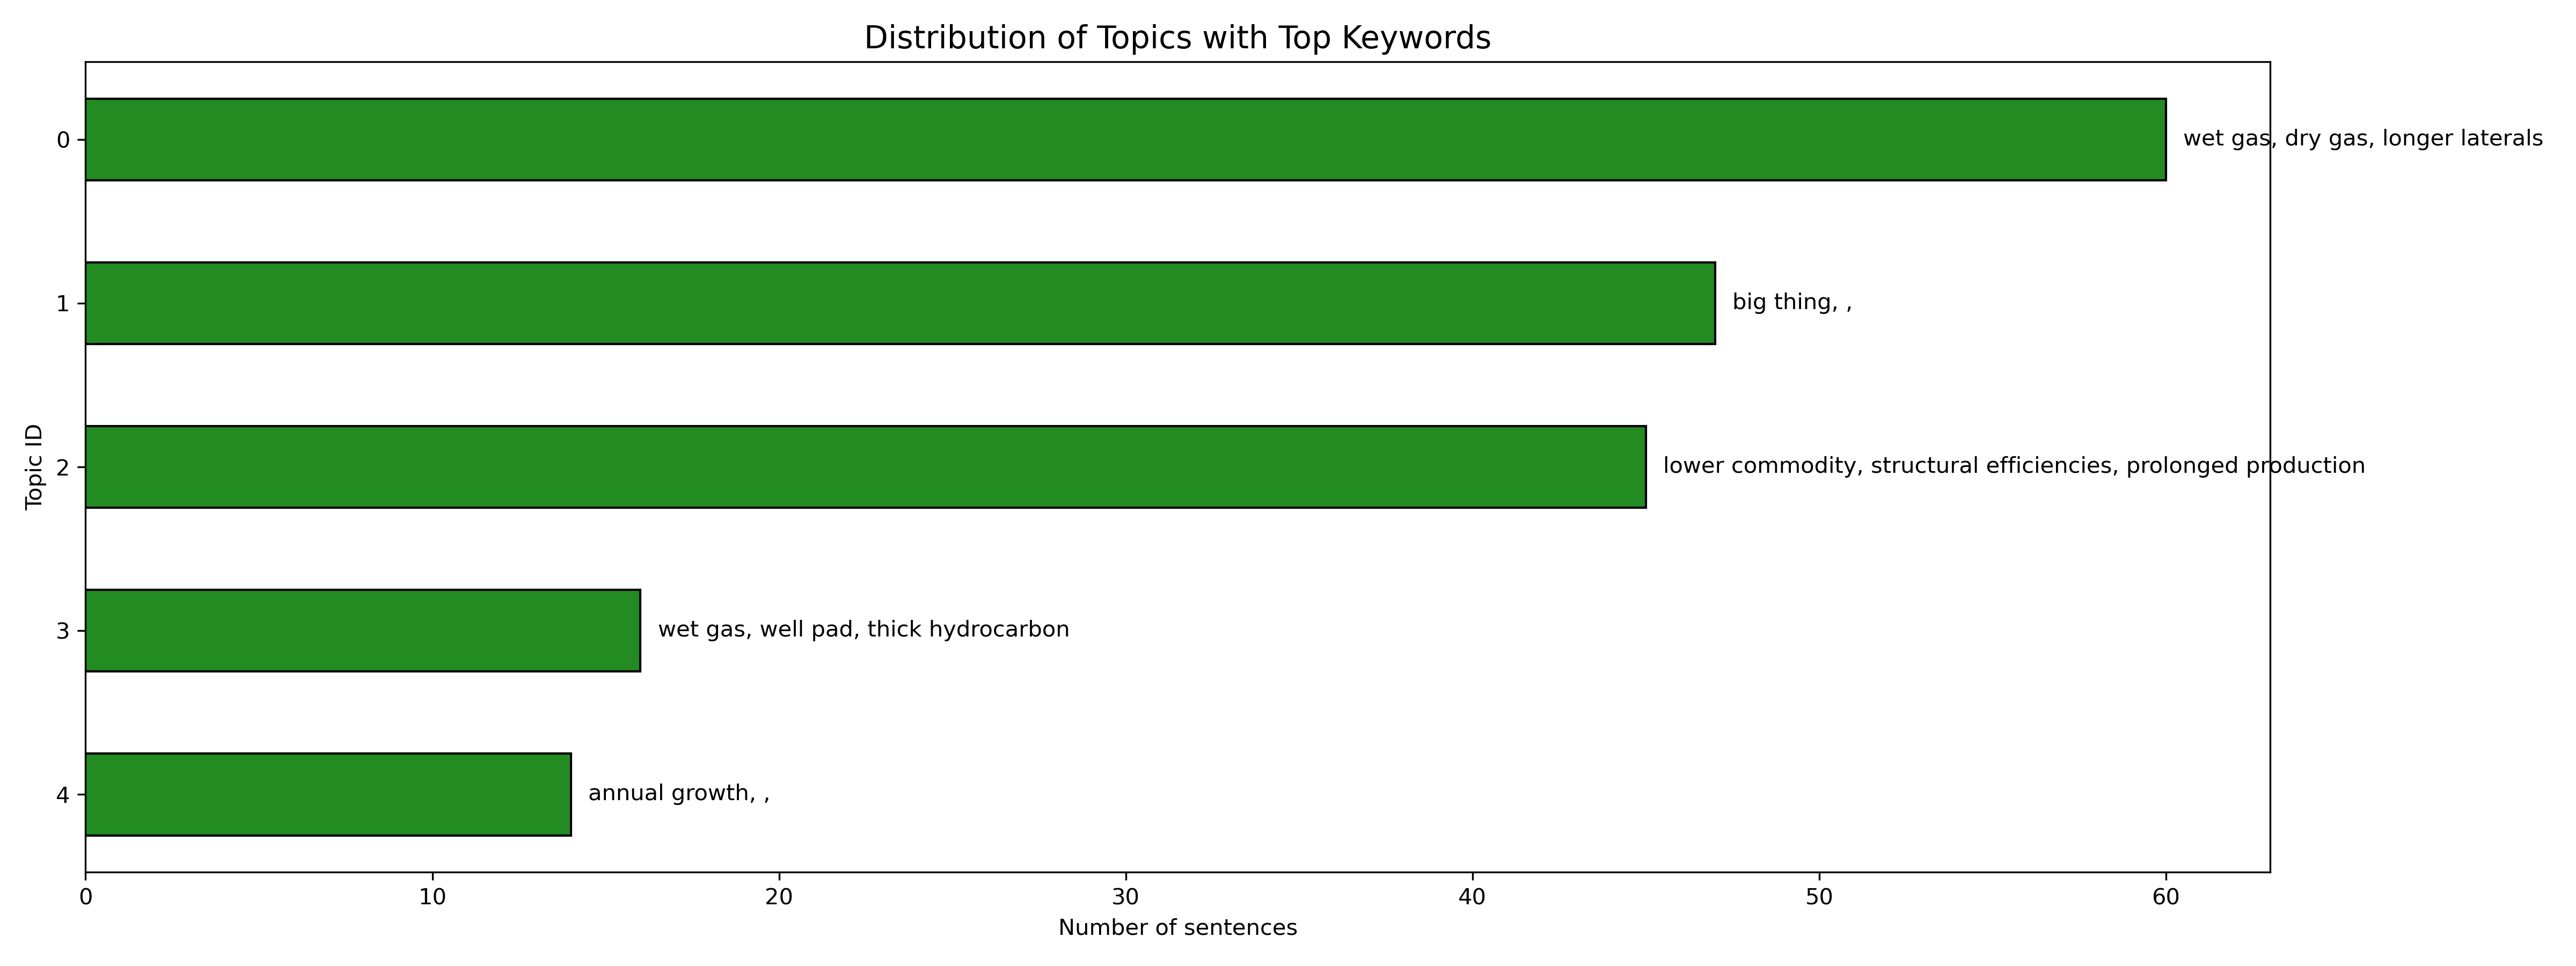 Distribution of Topics with Top Keywords
0
wet gas, dry gas, longer laterals
1
big thing, ,
Topic ID
2
lower commodity, structural efficiencies, prolonged production
3
wet gas, well pad, thick hydrocarbon
4
annual growth, ,
0 10 20 30 40 50 60
Number of sentences